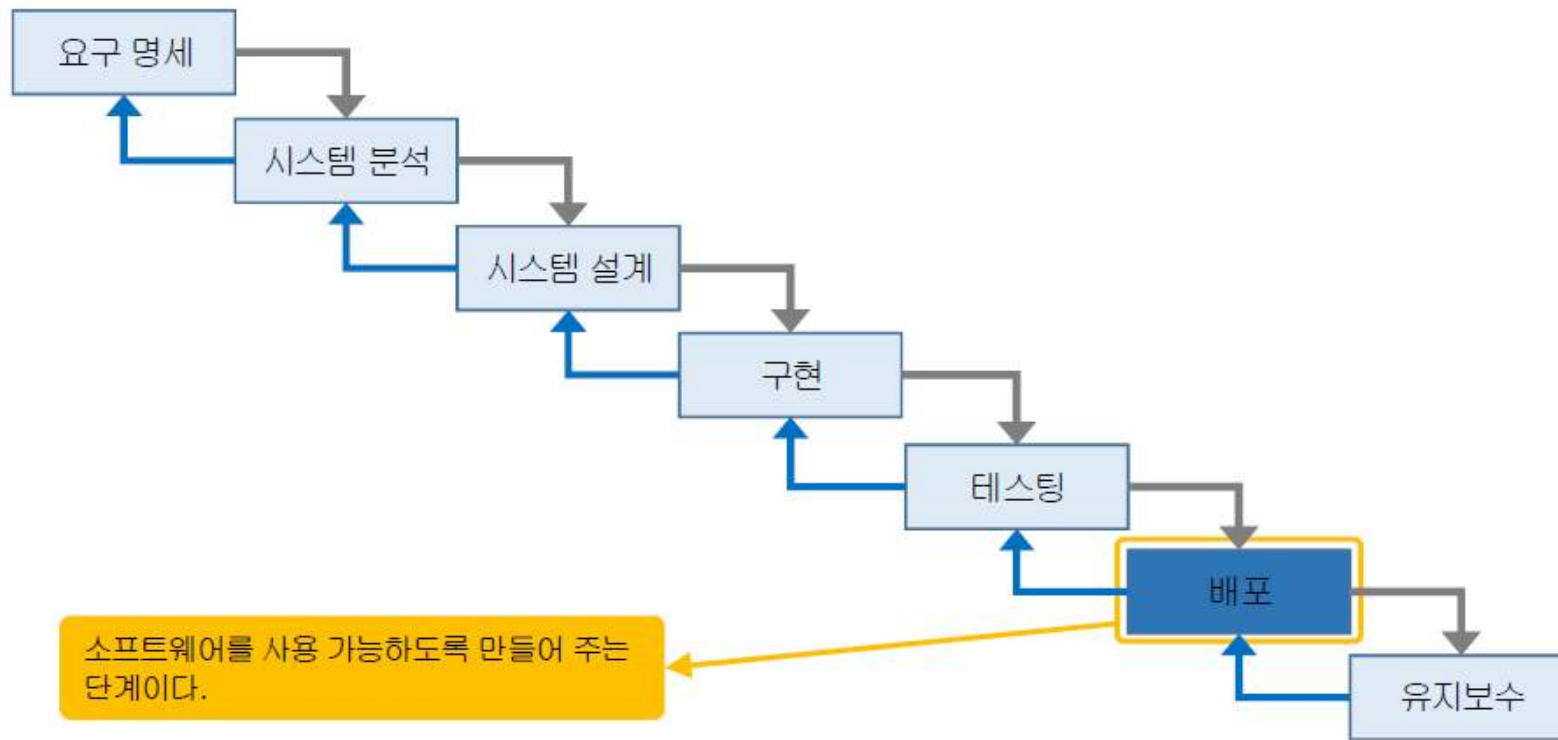 요구 명세
시스템 분석
시스템 설계
구현
테스팅
배포
소프트웨어를 사용 가능하도록 만들어 주는
단계이다.
유지보수